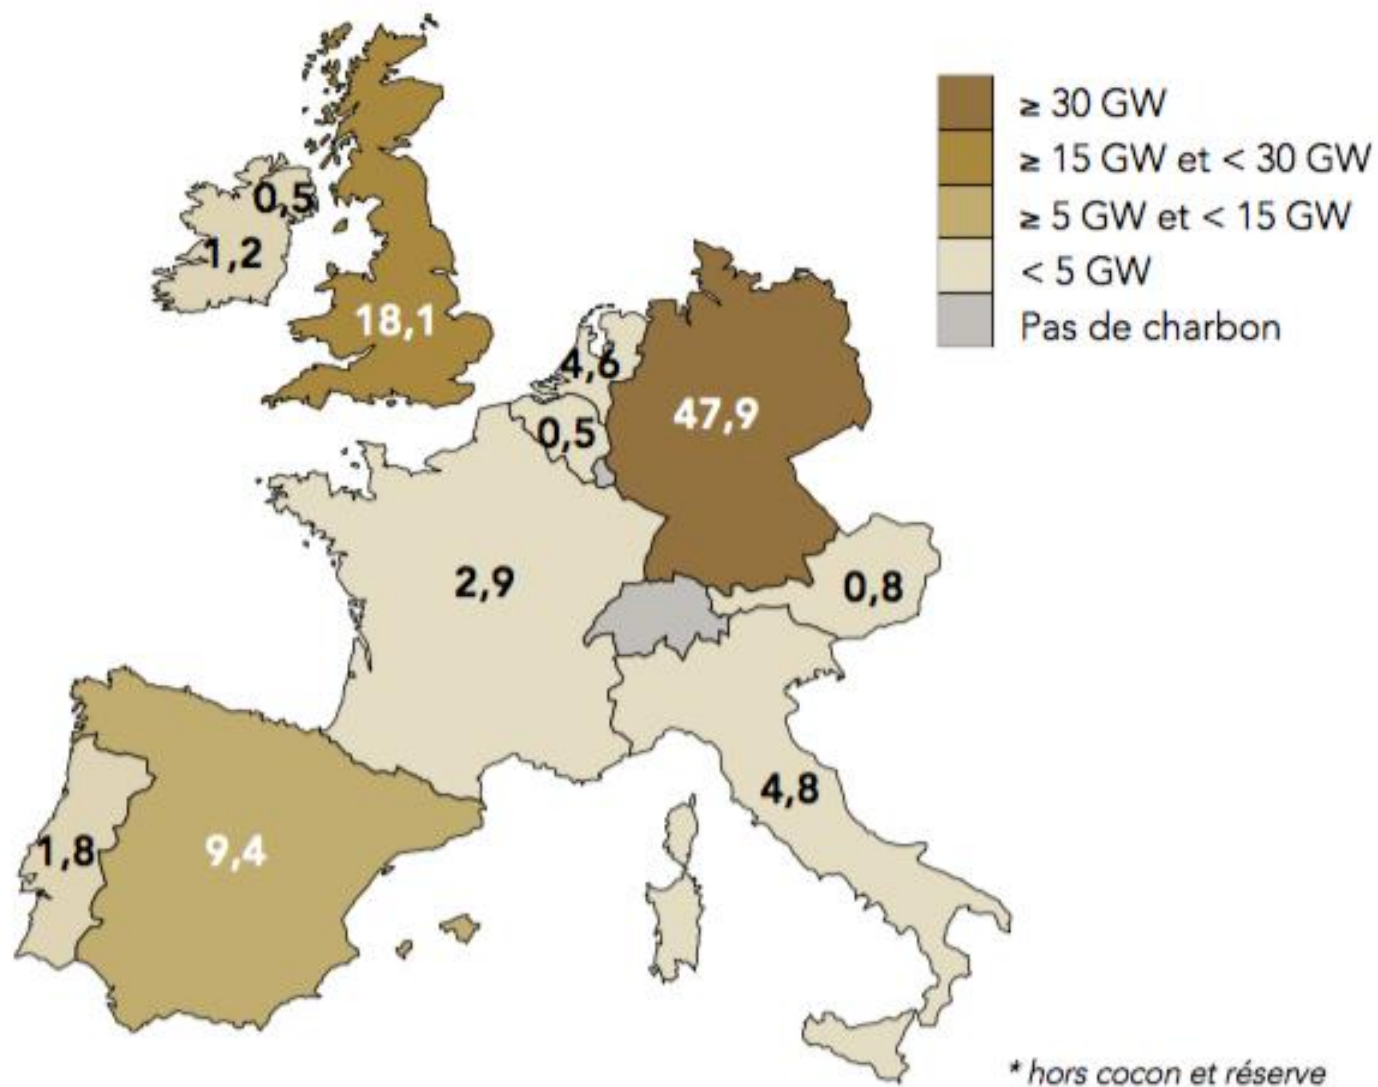 ≥ 30 GW
≥ 15 GW et < 30 GW
≥ 5 GW et < 15 GW
< 5 GW
Pas de charbon
0,5
1,2
18,1
4,6
47,9
0,5
2,9
0,8
4,8
1,8
9,4
* hors cocon et réserve